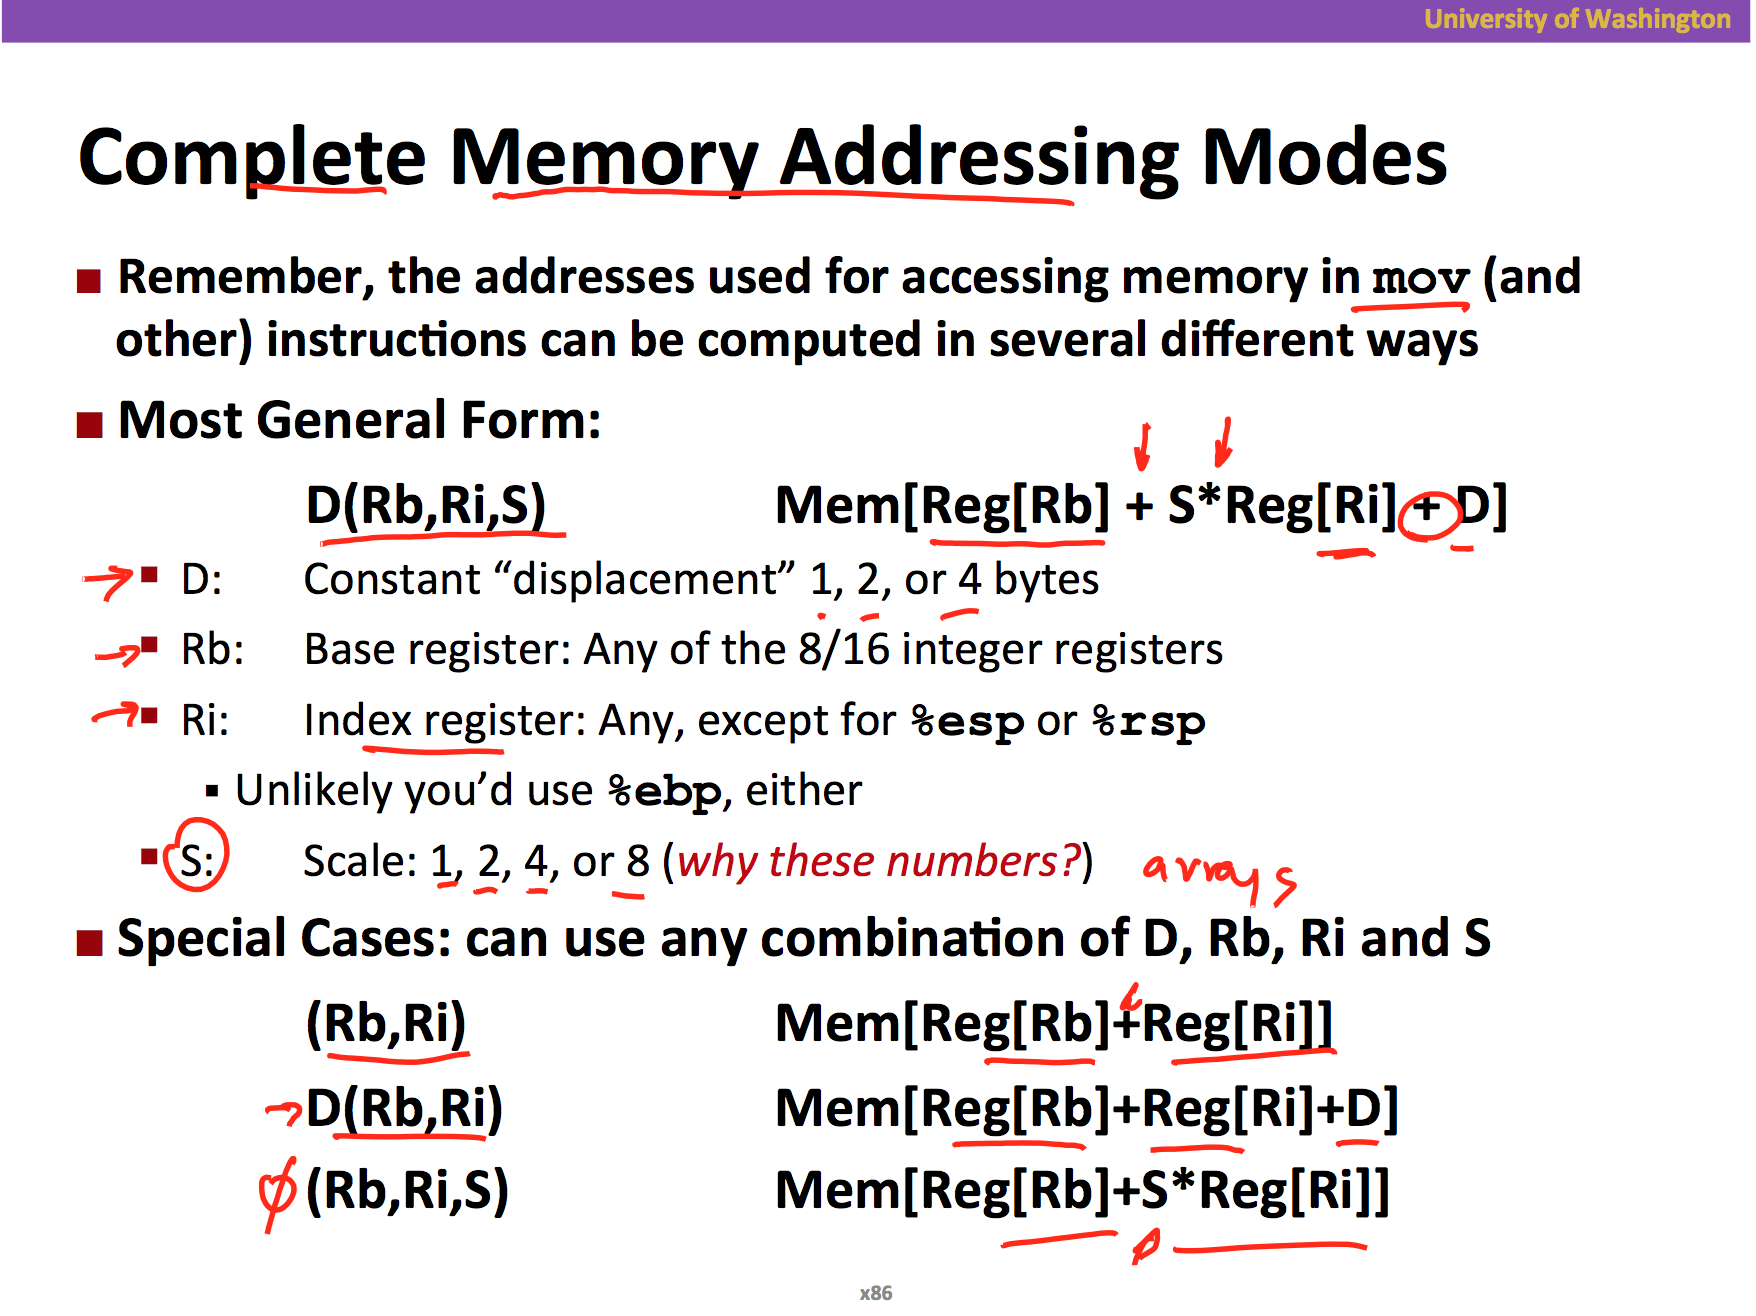 University of Washington
Complete Memory Addressing Modes
■ Remember, the addresses used for accessing memory in mov (and
other) instructions can be computed in several different ways
■ Most General Form:
D(Rb,Ri,S) Mem[Reg[Rb] + S*Reg[Ri] + D]
▪ D: Constant “displacement” 1, 2, or 4 bytes
▪ Rb: Base register: Any of the 8/16 integer registers
▪ Ri: Index register: Any, except for %esp or %rsp
▪ Unlikely you’d use %ebp, either
▪ S: Scale: 1, 2, 4, or 8 (why these numbers?) arrays
■ Special Cases: can use any combination of D, Rb, Ri and S
(Rb,Ri) Mem[Reg[Rb]+Reg[Ri]]
D(Rb,Ri) Mem[Reg[Rb]+Reg[Ri]+D]
(Rb,Ri,S) Mem[Reg[Rb]+S*Reg[Ri]]
x86